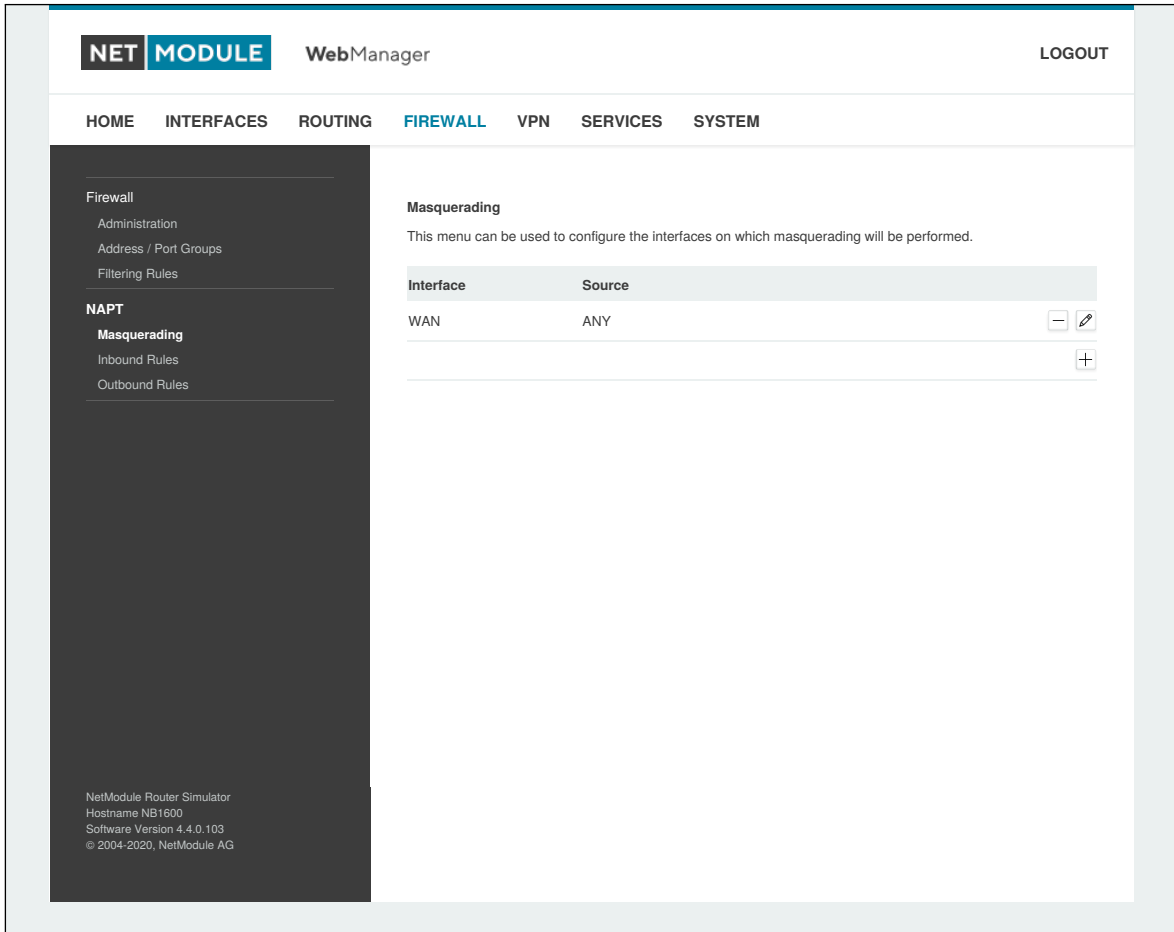 NET MODULE WebManager LOGOUT
HOME INTERFACES ROUTING FIREWALL VPN SERVICES SYSTEM
Firewall
Administration
Address / Port Groups
Filtering Rules
NAPT
Masquerading
Inbound Rules
Outbound Rules
Masquerading
This menu can be used to configure the interfaces on which masquerading will be performed.
Interface Source
WAN ANY
NetModule Router Simulator
Hostname NB1600
Software Version 4.4.0.103
© 2004-2020, NetModule AG